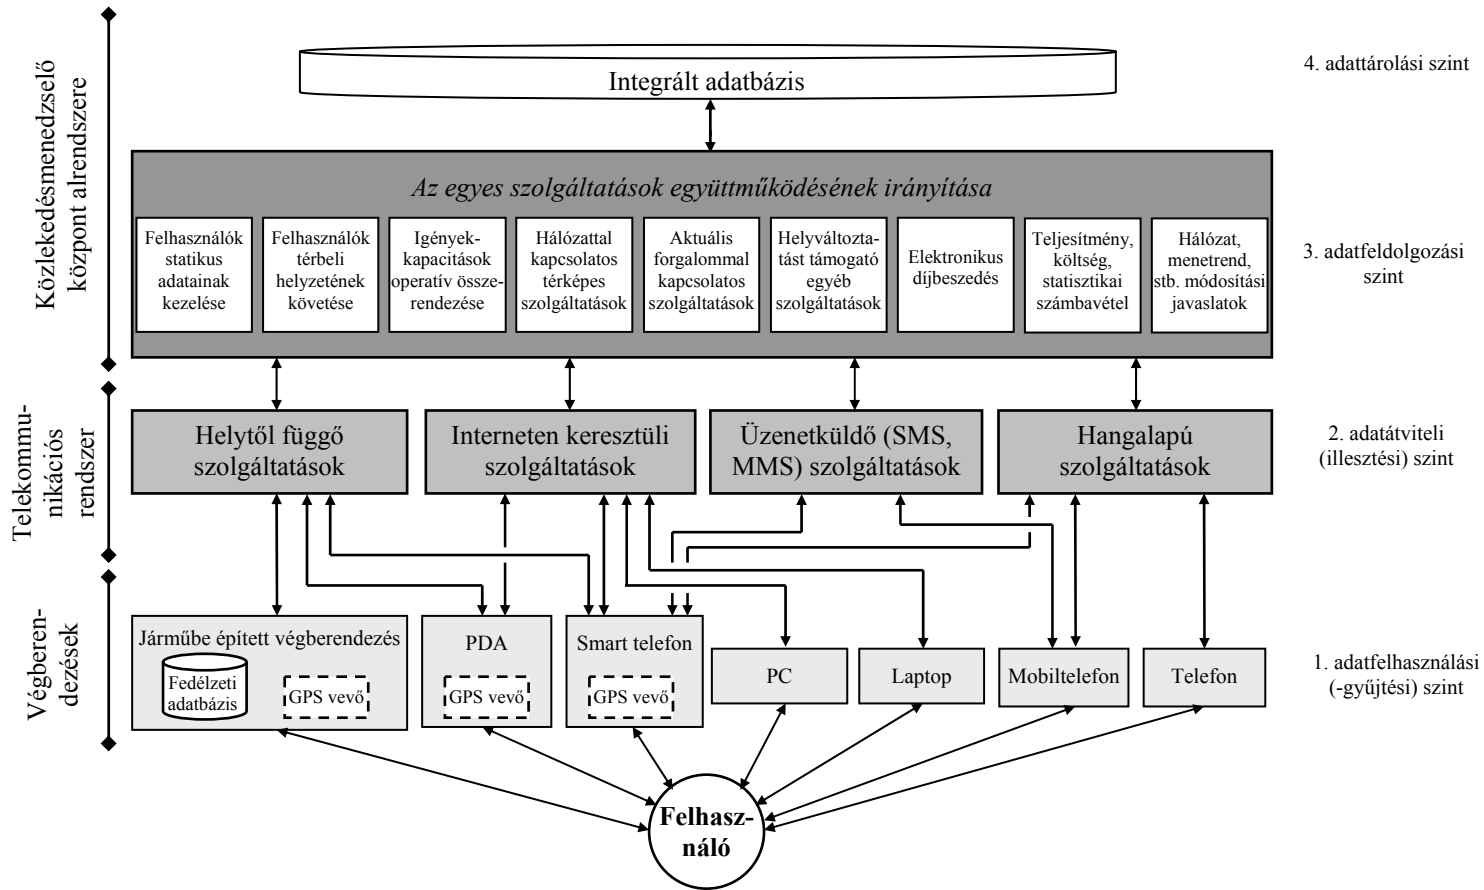 Közlekedésmenedzselő
központ alrendszere
Integrált adatbázis
4. adattárolási szint
Az egyes szolgáltatások együttműködésének irányítása
Felhasználók
statikus
adatainak
kezelése
Felhasználók
térbeli
helyzetének
követése
Igények-
kapacitások
operatív össze-
rendezése
Hálózattal
kapcsolatos
térképes
szolgáltatások
Aktuális
forgalommal
kapcsolatos
szolgáltatások
Helyváltozta-
tást támogató
egyéb
szolgáltatások
Elektronikus
díjbeszedés
Teljesítmény,
költség,
statisztikai
számbavétel
Hálózat,
menetrend,
stb. módosítási
javaslatok
3. adatfeldolgozási
szint
Telekommu-
nikációs
rendszer
Helytől függő
szolgáltatások
Interneten keresztüli
szolgáltatások
Üzenetküldő (SMS,
MMS) szolgáltatások
Hangalapú
szolgáltatások
2. adatátviteli
(illesztési) szint
Végberen-
dezések
Járműbe épített végberendezés
Fedélzeti
adatbázis
GPS vevő
PDA
GPS vevő
Smart telefon
GPS vevő
PC
Laptop
Mobiltelefon
Telefon
1. adatfelhasználási
(-gyűjtési) szint
Felhasz-
náló